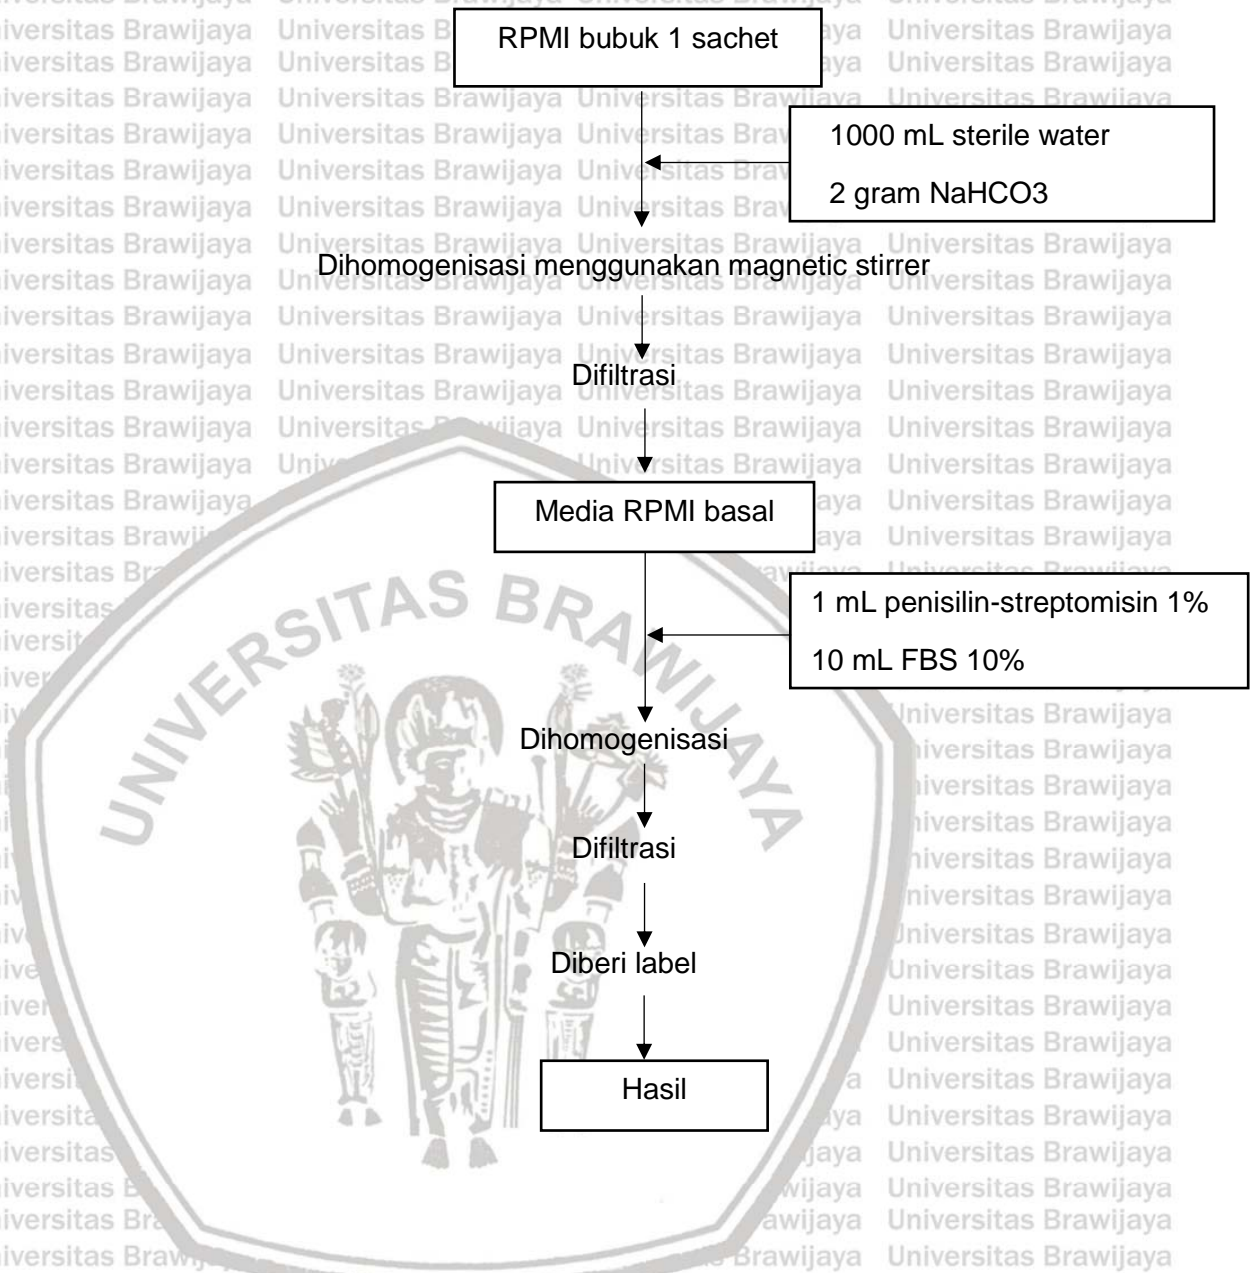 RPMI bubuk 1 sachet
1000 mL sterile water
2 gram NaHCO3
Dihomogenisasi menggunakan magnetic stirrer
Difiltrasi
Media RPMI basal
1 mL penisilin-streptomisin 1%
10 mL FBS 10%
Dihomogenisasi
Difiltrasi
Diberi label
Hasil
UNIVERSITAS BRAWIJAYA